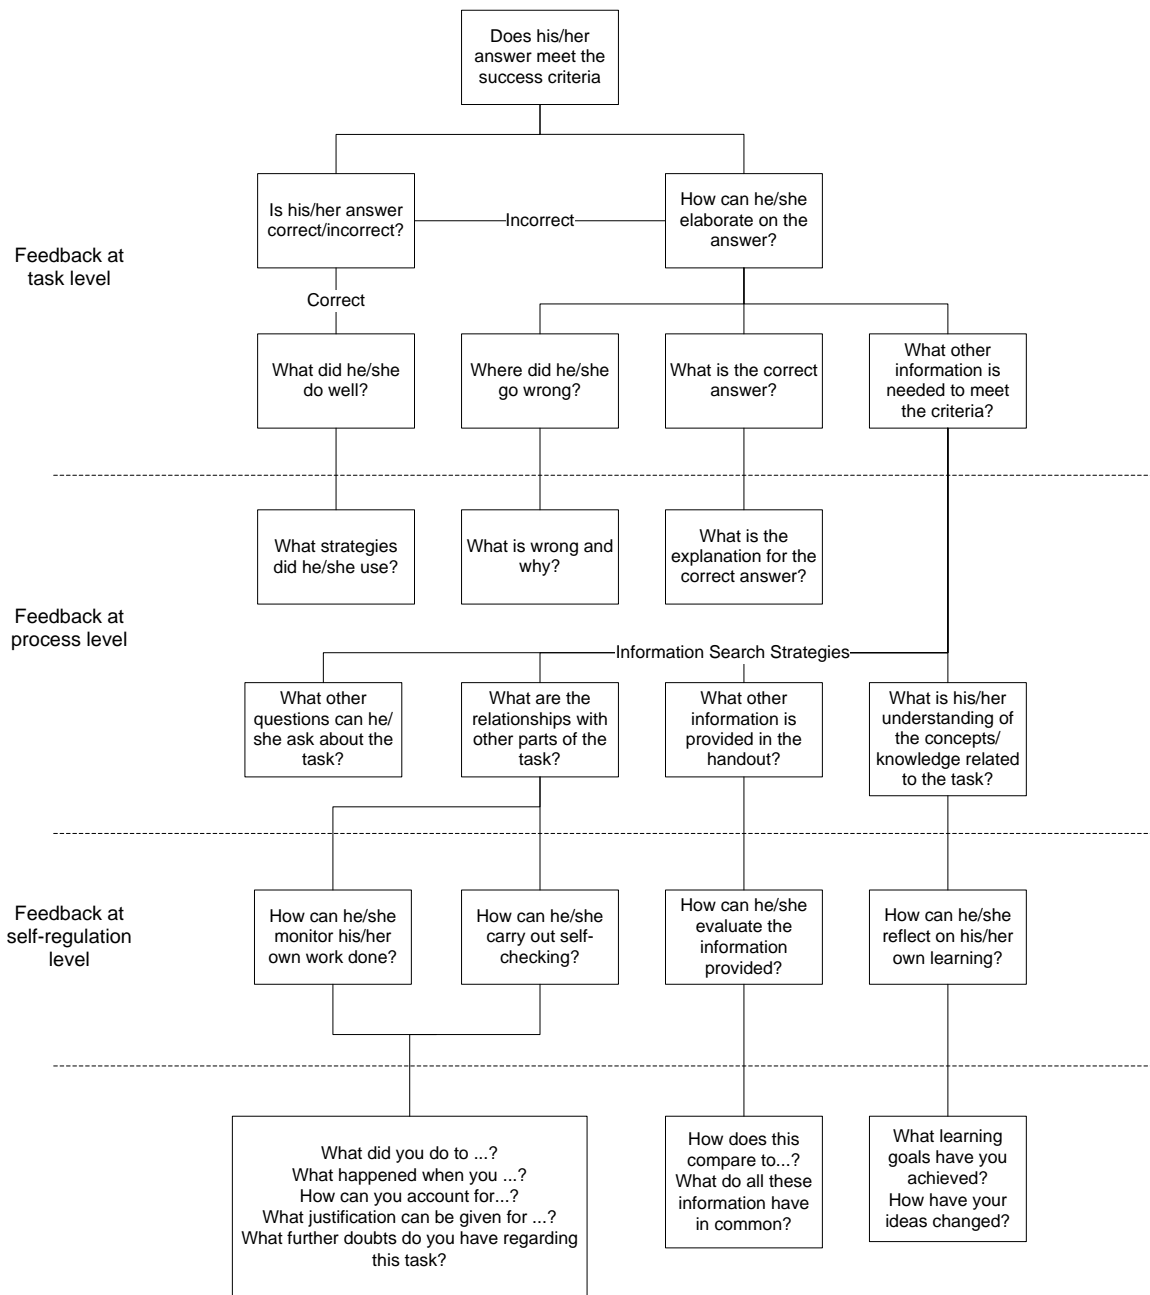 Does his/her
answer meet the
success criteria
Is his/her answer
correct/incorrect?
Incorrect
How can he/she
elaborate on the
answer?
Feedback at
task level
Correct
What did he/she
do well?
Where did he/she
go wrong?
What is the correct
answer?
What other
information is
needed to meet
the criteria?
What strategies
did he/she use?
What is wrong and
why?
What is the
explanation for the
correct answer?
Feedback at
process level
Information Search Strategies
What other
questions can he/
she ask about the
task?
What are the
relationships with
other parts of the
task?
What other
information is
provided in the
handout?
What is his/her
understanding of
the concepts/
knowledge related
to the task?
Feedback at
self-regulation
level
How can he/she
monitor his/her
own work done?
How can he/she
carry out self-
checking?
How can he/she
evaluate the
information
provided?
How can he/she
reflect on his/her
own learning?
What did you do to ...?
What happened when you ...?
How can you account for...?
What justification can be given for ...?
What further doubts do you have regarding
this task?
How does this
compare to...?
What do all these
information have
in common?
What learning
goals have you
achieved?
How have your
ideas changed?